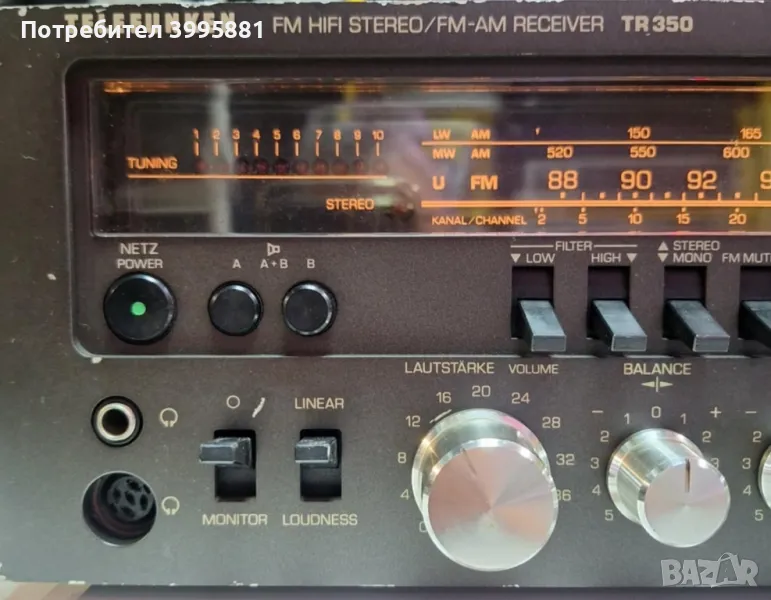 Потребител 3995881
TELEFUNKEN FM HIFI STEREO/FM-AM RECEIVER TR 350
1 2 3 4 5 6 7 8 9 10
TUNING
STEREO
LW AM 150 165
MW AM 520 550 600
U FM 88 90 92 9
KANAL/CHANNEL 2 5 10 15 20
NETZ
POWER
A A+B B
FILTER
▼ LOW HIGH ▼
▲ STEREO
▼ MONO FM MUT
LAUTSTÄRKE VOLUME
0 4 8 12 16 20 24 28 32 36
BALANCE
− 1 0 1 +
2 2
3 3
4 4
5 5
LINEAR
MONITOR LOUDNESS
BAZAR